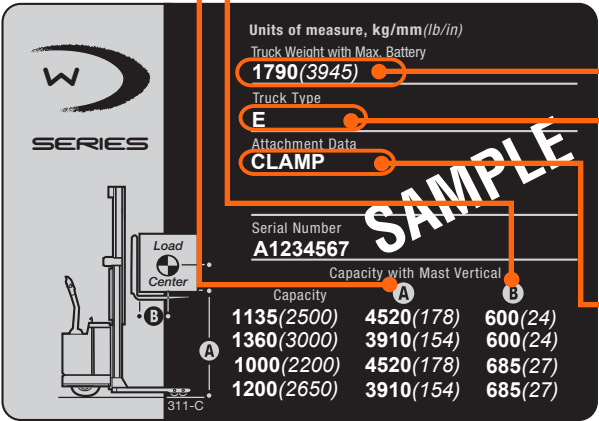 Units of measure, kg/mm(lb/in)
Truck Weight with Max. Battery
1790(3945)
Truck Type
E
Attachment Data
CLAMP
SAMPLE
Serial Number
A1234567
W
SERIES
Load
Center
B
A
311-C
Capacity with Mast Vertical
Capacity A B
1135(2500) 4520(178) 600(24)
1360(3000) 3910(154) 600(24)
1000(2200) 4520(178) 685(27)
1200(2650) 3910(154) 685(27)